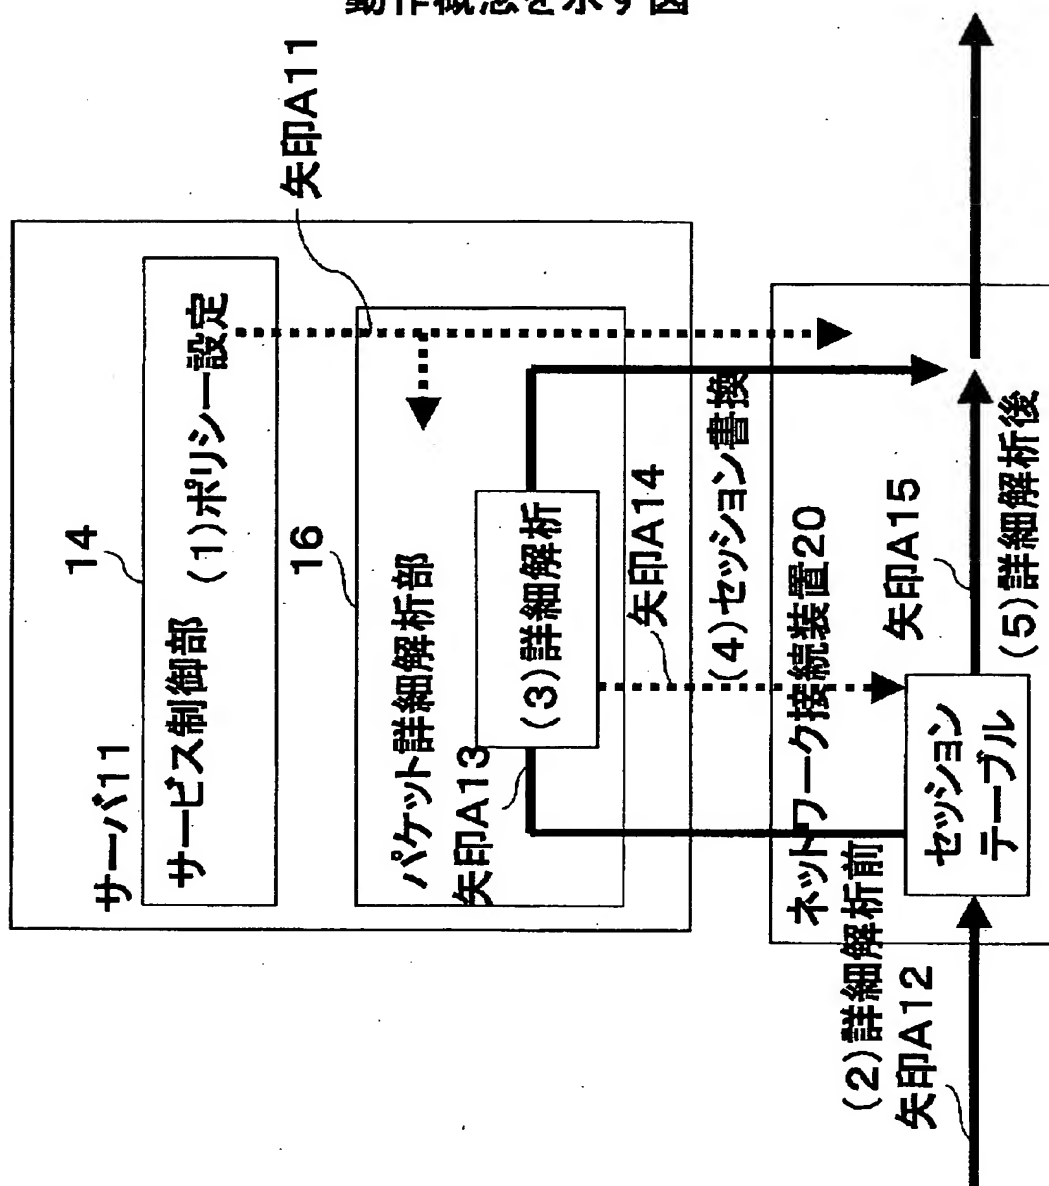 動作概念を示す図
サーバ11
14
サービス制御部 (1)ポリシー設定
矢印A11
16
パケット詳細解析部
矢印A13
(3)詳細解析
矢印A14
(4)セッション書換
ネットワーク接続装置20
(2)詳細解析前
矢印A12
セッション
テーブル
矢印A15
(5)詳細解析後